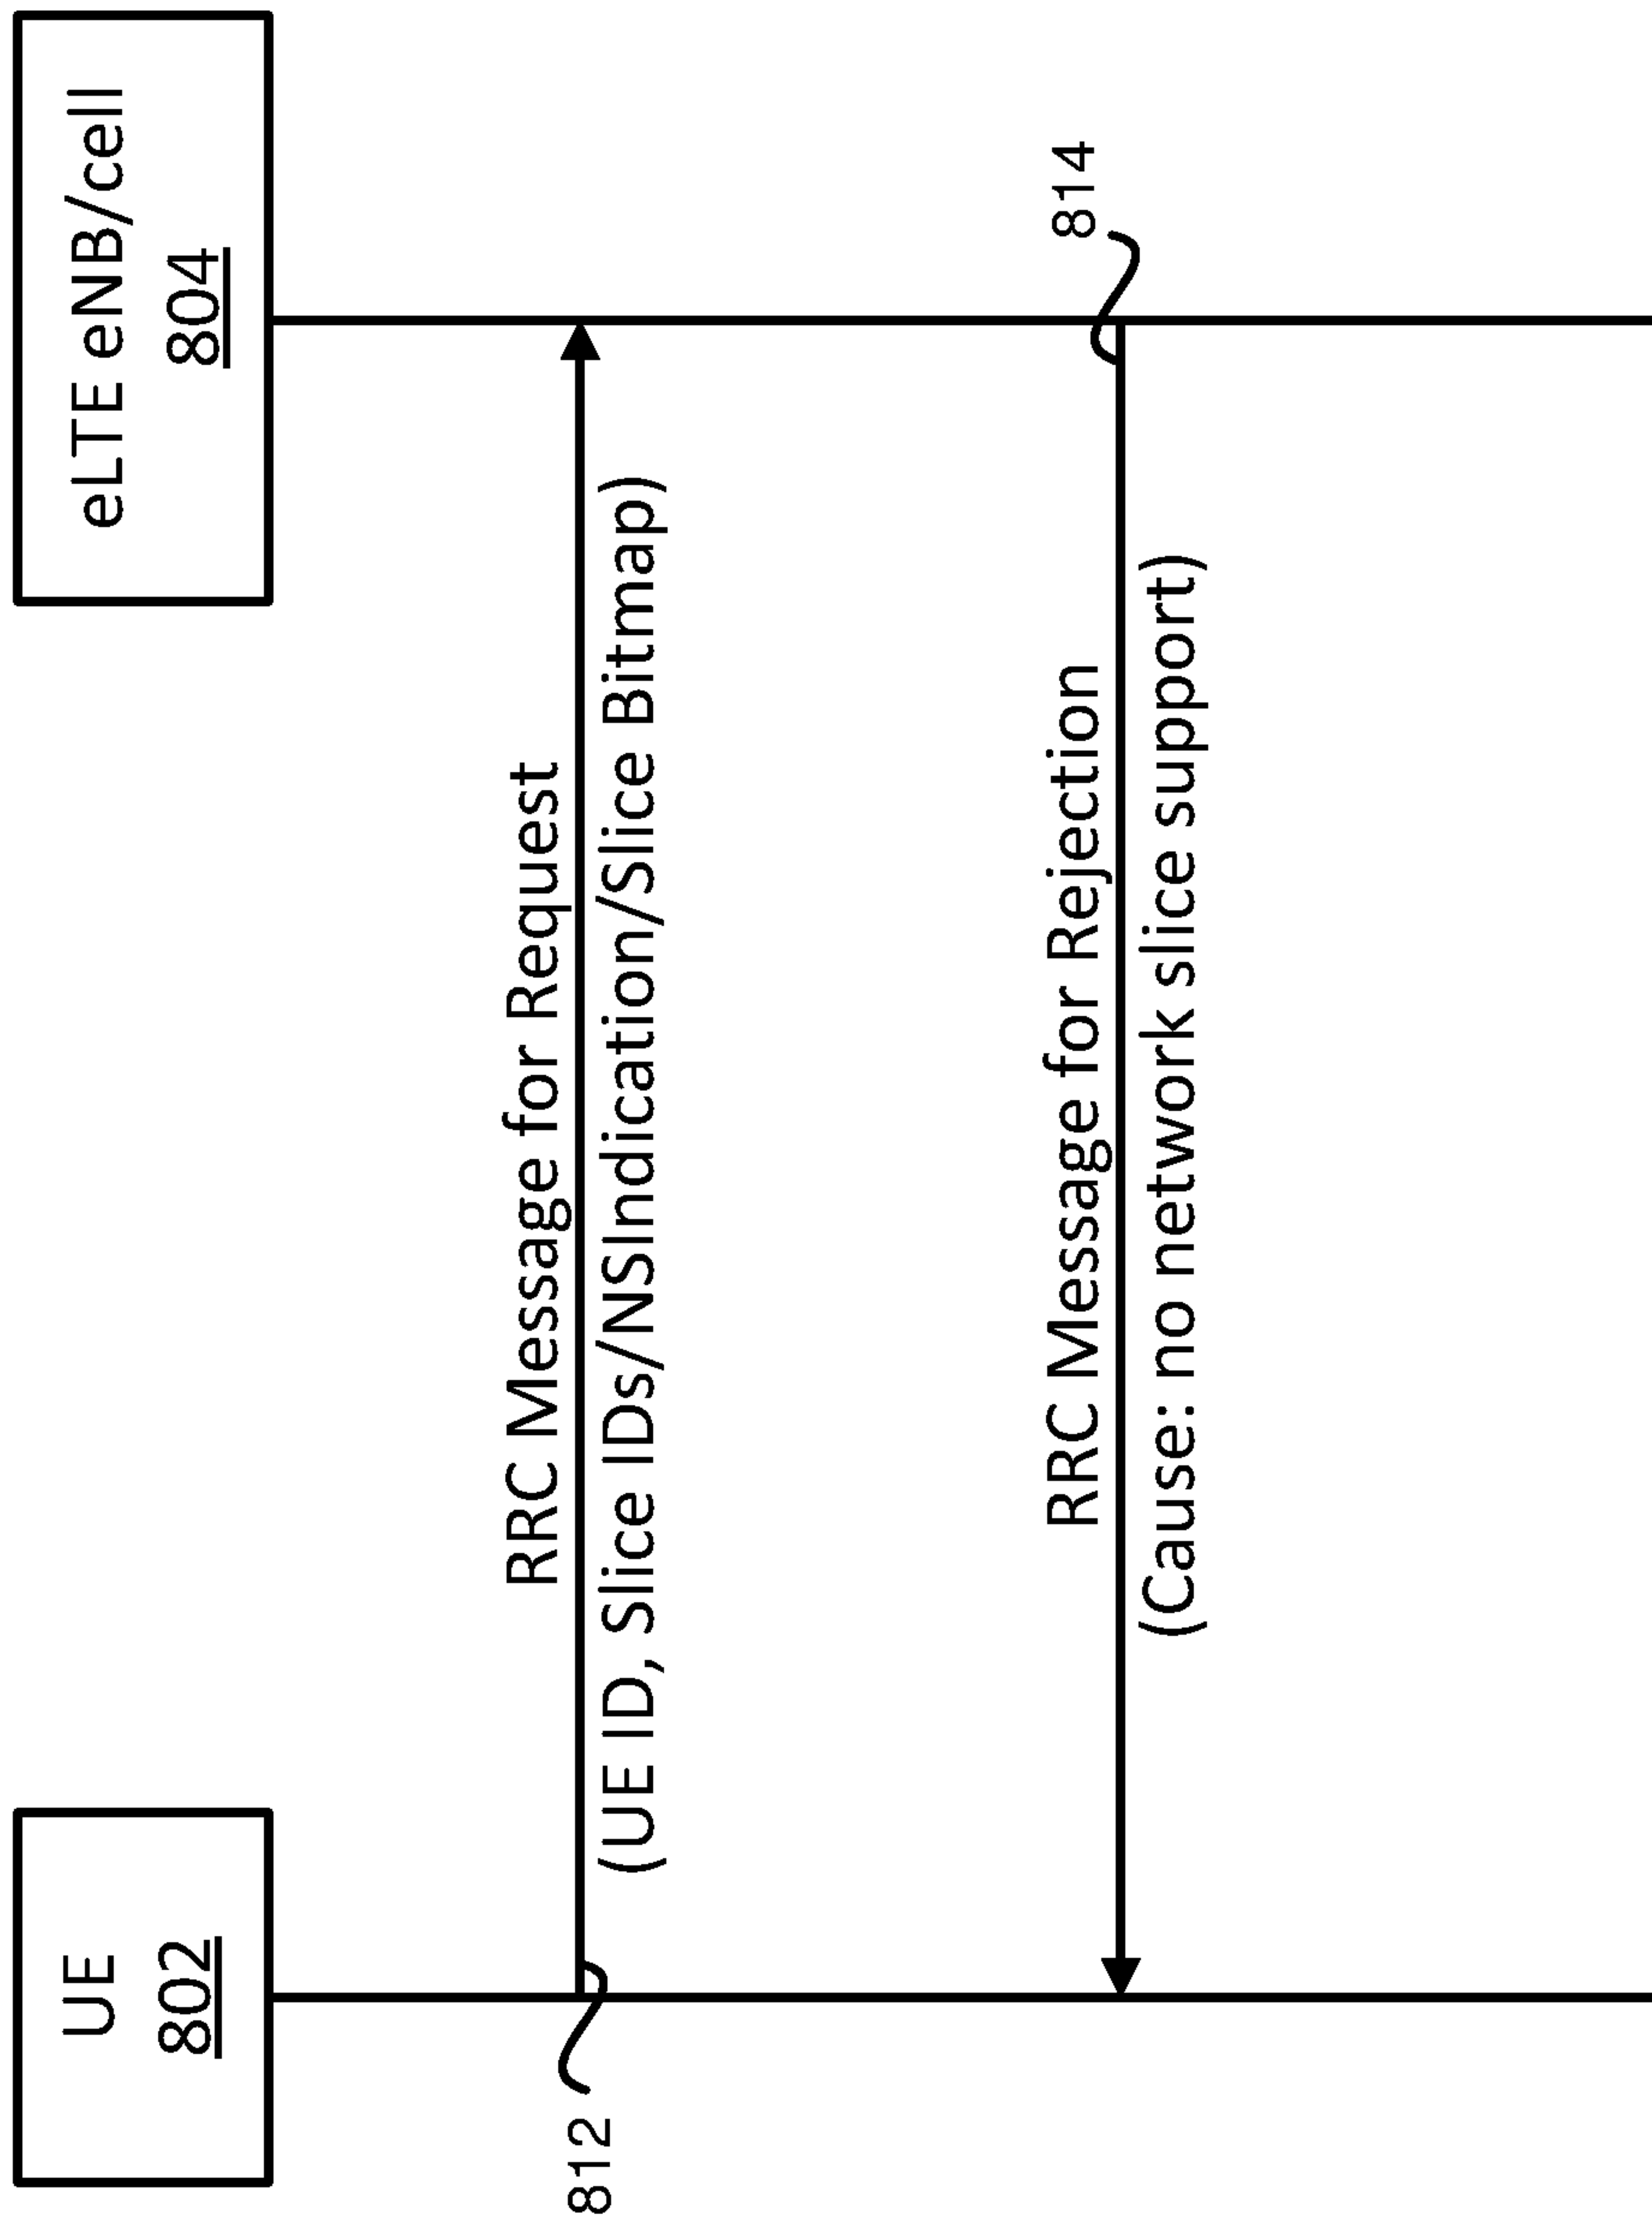 UE
802
eLTE eNB/cell
804
RRC Message for Request
812
(UE ID, Slice IDs/NSIndication/Slice Bitmap)
814
RRC Message for Rejection
(Cause: no network slice support)